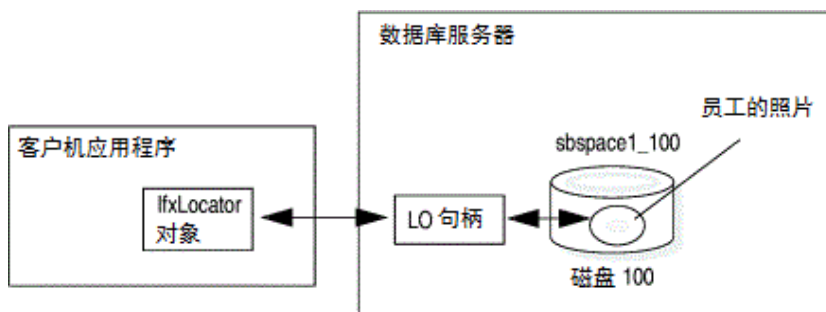 数据库服务器
员工的照片
客户机应用程序
sbspace1_100
IfxLocator
对象
LO 句柄
磁盘 100